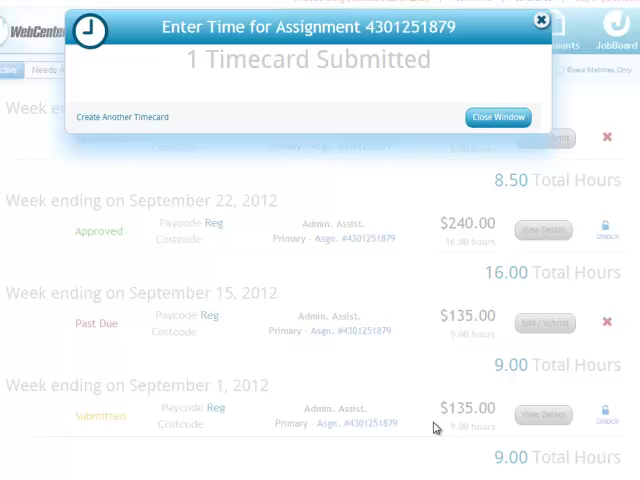 Enter Time for Assignment 4301251879
1 Timecard Submitted
Create Another Timecard
Close Window
WebCenter
JobBoard
Needs
Exact Matches Only
Week en
Costcode
8.50 Total Hours
Week ending on September 22, 2012
Approved
Paycode Reg
Costcode
Admin. Assist.
Primary - Asgn. #4301251879
$240.00
16.00 hours
View Details
Unlock
16.00 Total Hours
Week ending on September 15, 2012
Past Due
Paycode Reg
Costcode
Admin. Assist.
Primary - Asgn. #4301251879
$135.00
9.00 hours
Edit / Submit
9.00 Total Hours
Week ending on September 1, 2012
Submitted
Paycode Reg
Costcode
Admin. Assist.
Primary - Asgn. #4301251879
$135.00
9.00 hours
View Details
Unlock
9.00 Total Hours